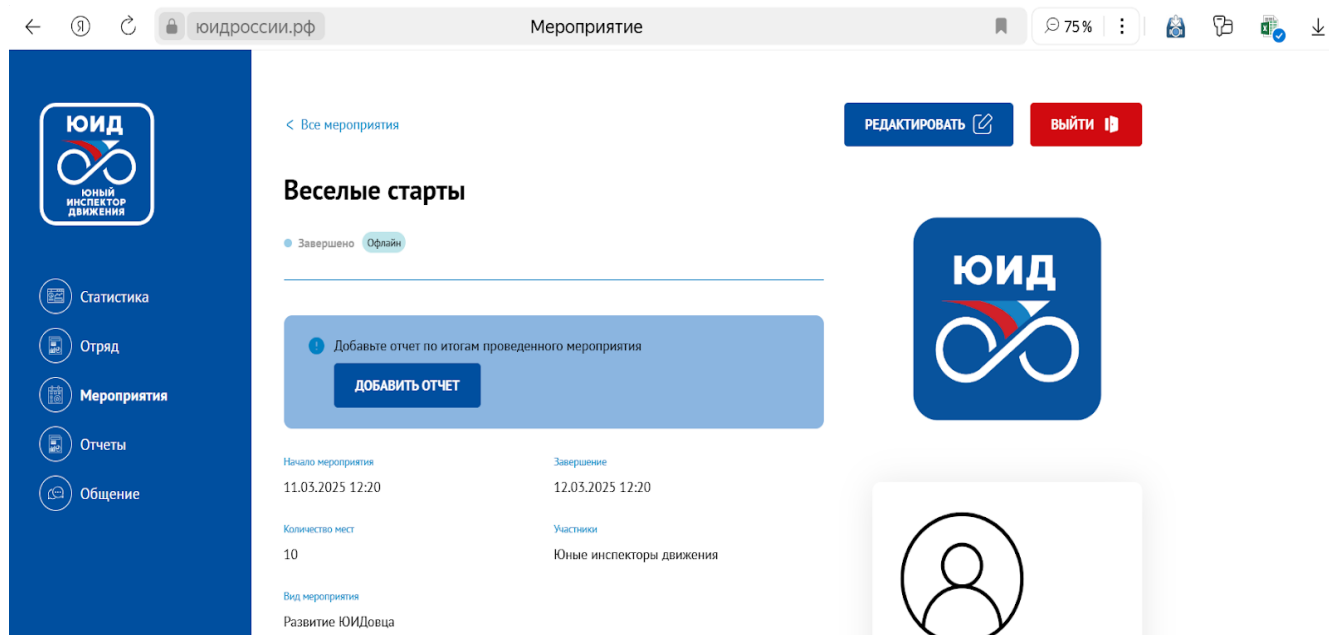 юидроссии.рф
Мероприятие
75%
ЮИД
ЮНЫЙ
ИНСПЕКТОР
ДВИЖЕНИЯ
Статистика
Отряд
Мероприятия
Отчеты
Общение
< Все мероприятия
РЕДАКТИРОВАТЬ
ВЫЙТИ
Веселые старты
Завершено Офлайн
Добавьте отчет по итогам проведенного мероприятия
ДОБАВИТЬ ОТЧЕТ
Начало мероприятия
11.03.2025 12:20
Завершение
12.03.2025 12:20
Количество мест
10
Участники
Юные инспекторы движения
Вид мероприятия
Развитие ЮИДовца
ЮИД